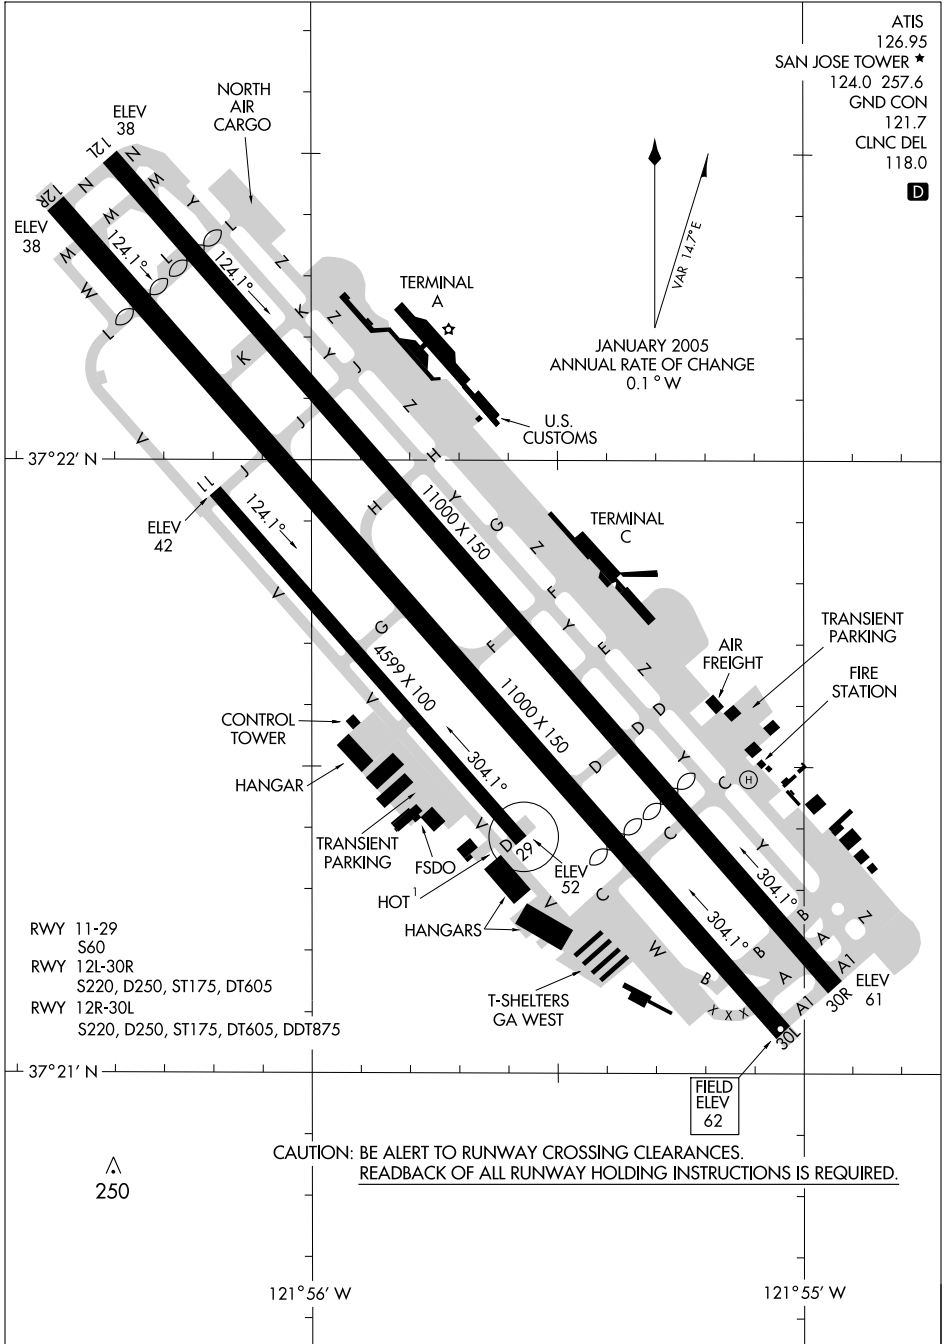 ATIS
126.95
SAN JOSE TOWER ★
124.0 257.6
GND CON
121.7
CLNC DEL
118.0
D
NORTH
AIR
CARGO
ELEV
38
12L
N
W
Y
L
Z
12R
N
W
W
L
ELEV
38
W
W
L
124.1°
124.1°
VAR 14.7° E
JANUARY 2005
ANNUAL RATE OF CHANGE
0.1° W
TERMINAL
A
K
Z
Y
J
K
Z
U.S.
CUSTOMS
V
J
J
H
H
Y
G
Z
37°22' N
11
ELEV
42
124.1°
11000 X 150
TERMINAL
C
V
G
F
F
Y
E
Z
4599 X 100
11000 X 150
V
D
D
D
Y
C
H
TRANSIENT
PARKING
AIR
FREIGHT
FIRE
STATION
CONTROL
TOWER
HANGAR
304.1°
TRANSIENT
PARKING
FSDO
V
D
29
ELEV
52
HOT 1
HANGARS
V
C
C
Y
304.1°
304.1°
Z
W
B
B
B
A
A
A1
A1
X X X
T-SHELTERS
GA WEST
30R
ELEV
61
30L
RWY 11-29
S60
RWY 12L-30R
S220, D250, ST175, DT605
RWY 12R-30L
S220, D250, ST175, DT605, DDT875
37°21' N
FIELD
ELEV
62
CAUTION: BE ALERT TO RUNWAY CROSSING CLEARANCES.
READBACK OF ALL RUNWAY HOLDING INSTRUCTIONS IS REQUIRED.
250
121°56' W
121°55' W